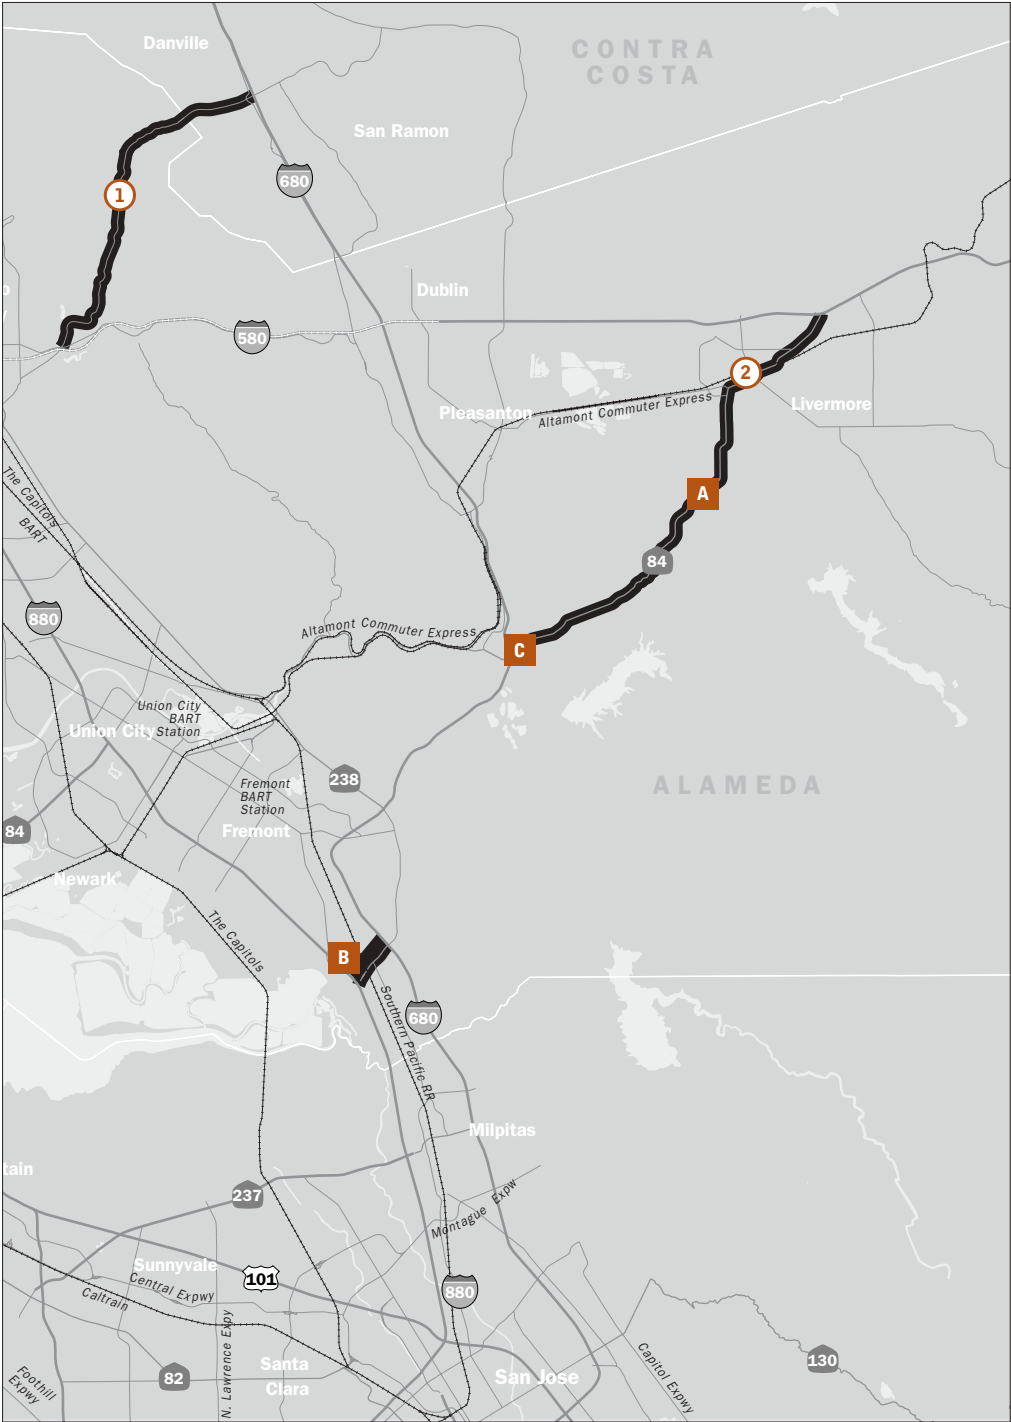 Danville
CONTRA
COSTA
San Ramon
680
1
Dublin
580
2
Livermore
Pleasanton
Altamont Commuter Express
The Capitols
BART
A
84
880
Altamont Commuter Express
C
Union City
BART
Station
Union City
238
ALAMEDA
Fremont
BART
Station
84
Fremont
Newark
The Capitols
B
Southern Pacific RR
680
Milpitas
tain
237
Montague Expw
Sunnyvale
101
Central Expwy
880
Caltrain
N. Lawrence Expy
Santa
Clara
82
San Jose
Capitol Expwy
130
Foothill
Expwy